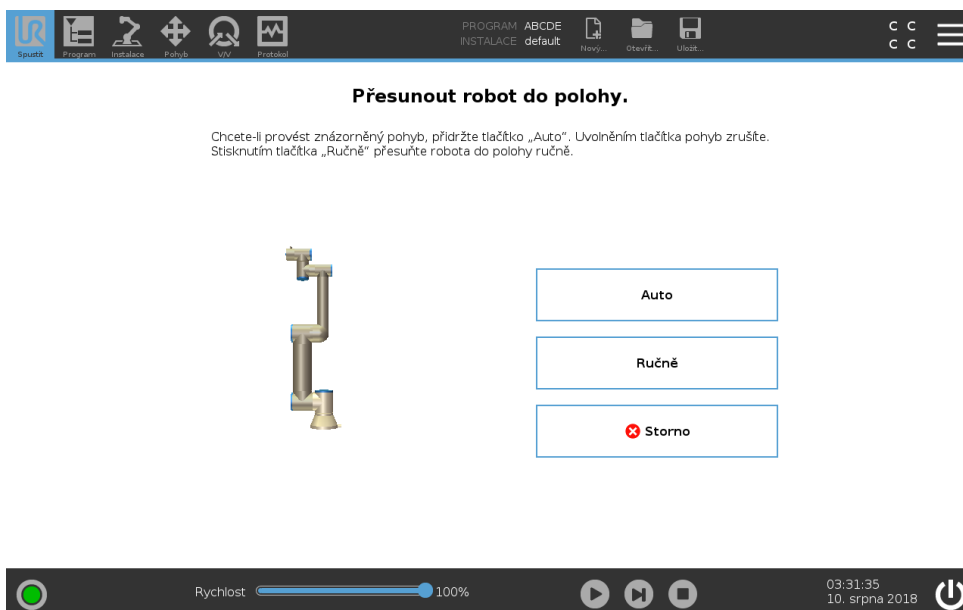 UR
Spustit
Program
Instalace
Pohyb
V/V
Protokol
PROGRAM ABCDE
INSTALACE default
Nový...
Otevřít...
Uložit...
C C
C C
Přesunout robot do polohy.
Chcete-li provést znázorněný pohyb, přidržte tlačítko „Auto“. Uvolněním tlačítka pohyb zrušíte.
Stisknutím tlačítka „Ručně“ přesuňte robota do polohy ručně.
Auto
Ručně
Storno
Rychlost 100%
03:31:35
10. srpna 2018